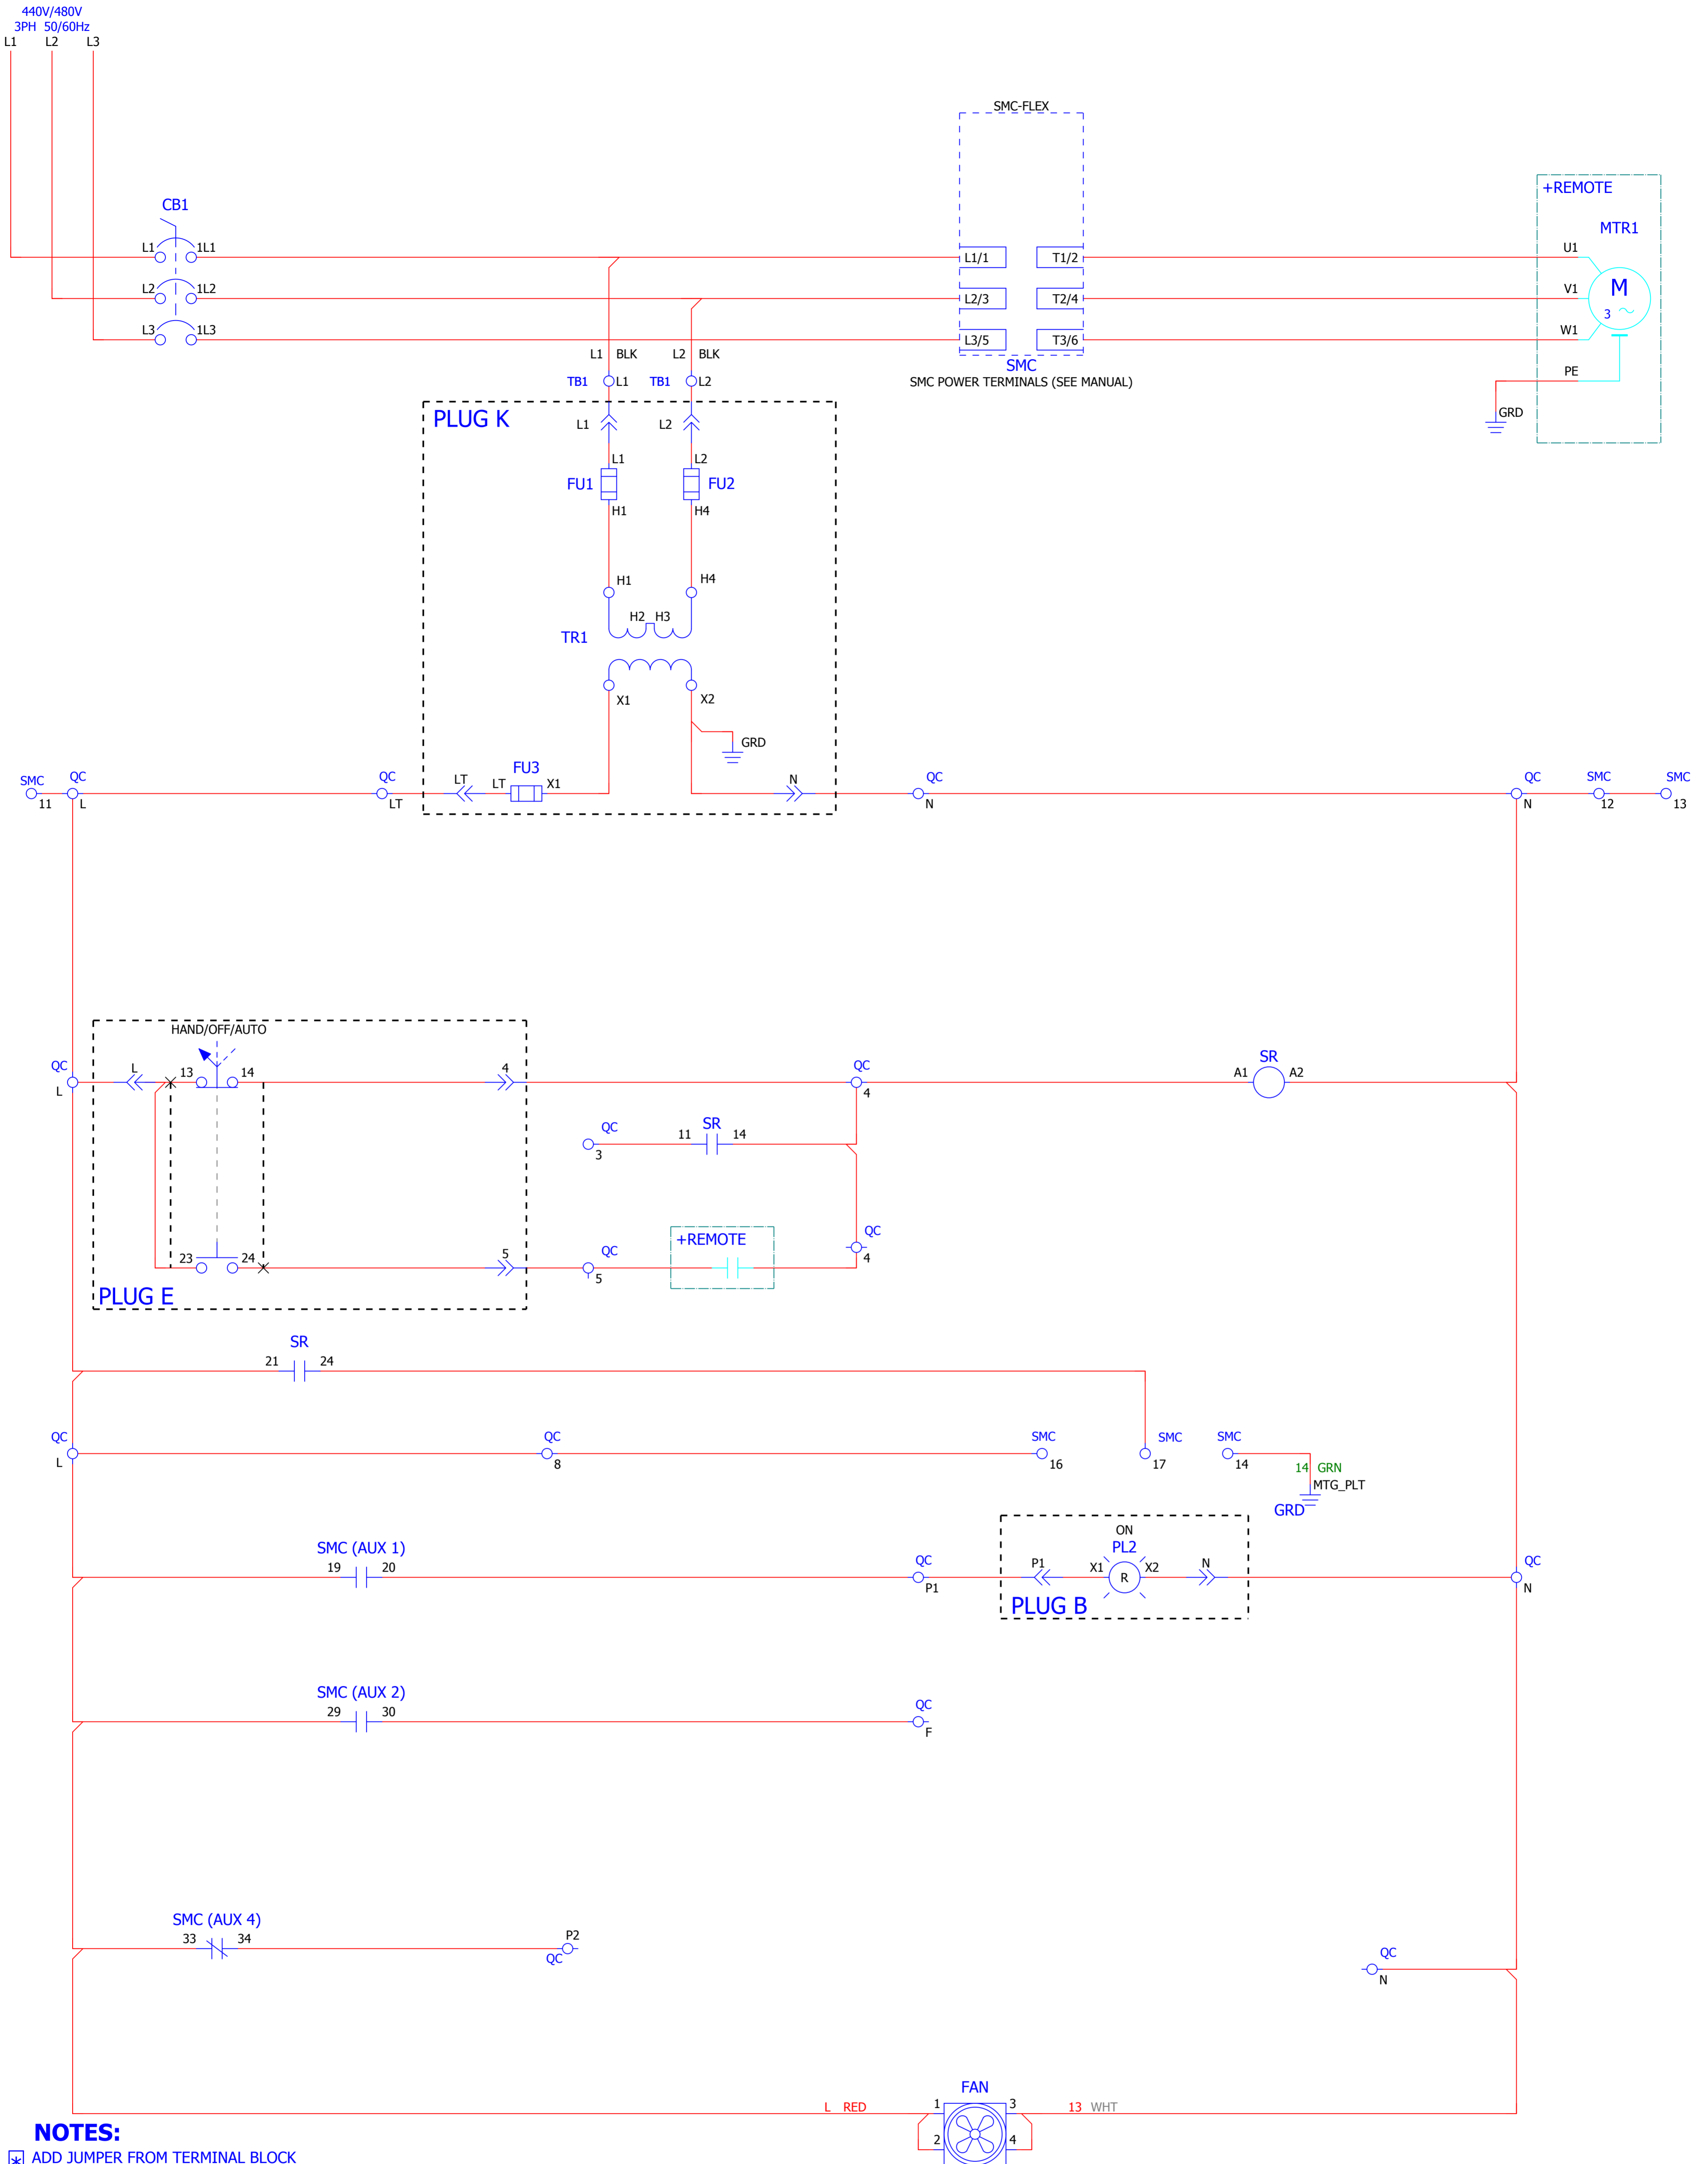 440V/480V
3PH 50/60Hz
L1 L2 L3
SMC-FLEX
+REMOTE
CB1
MTR1
L1 1L1 L1/1 T1/2 U1
L2 1L2 L2/3 T2/4 V1
M
3
L3 1L3 L3/5 T3/6 W1
L1 BLK L2 BLK
SMC
SMC POWER TERMINALS (SEE MANUAL)
PE
TB1 L1 TB1 L2
GRD
PLUG K
L1 L2
L1 L2
FU1 FU2
H1 H4
H1 H4
H2 H3
TR1
X1 X2
GRD
SMC QC QC LT LT FU3 X1 N QC QC SMC SMC
11 L LT N N 12 13
HAND/OFF/AUTO
QC L 13 14 4 QC SR
L 4 A1 A2
QC 11 SR 14
3
QC
+REMOTE
QC
4
23 24 5
5
PLUG E
SR
21 24
QC QC SMC SMC SMC
L 8 16 17 14
14 GRN
MTG_PLT
GRD
ON
SMC (AUX 1) PL2
19 20 QC P1 X1 X2 N QC
P1 R N
PLUG B
SMC (AUX 2)
29 30 QC
F
SMC (AUX 4)
33 34 P2
QC
QC
N
FAN
L RED 1 3 13 WHT
2 4
NOTES:
* ADD JUMPER FROM TERMINAL BLOCK